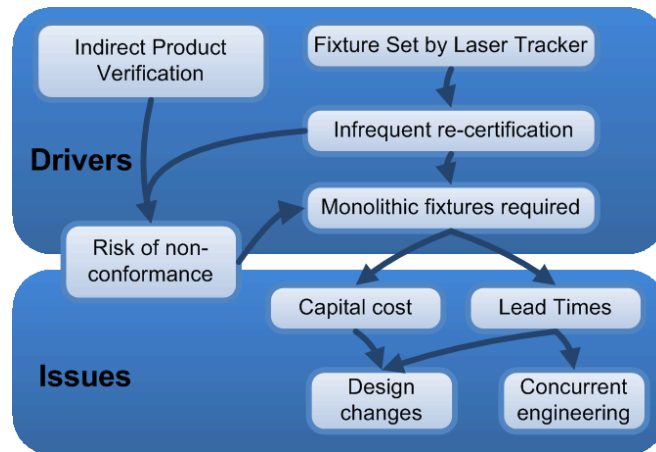 Indirect Product
Verification
Fixture Set by Laser Tracker
Infrequent re-certification
Drivers
Monolithic fixtures required
Risk of non-
conformance
Capital cost
Lead Times
Issues
Design
changes
Concurrent
engineering